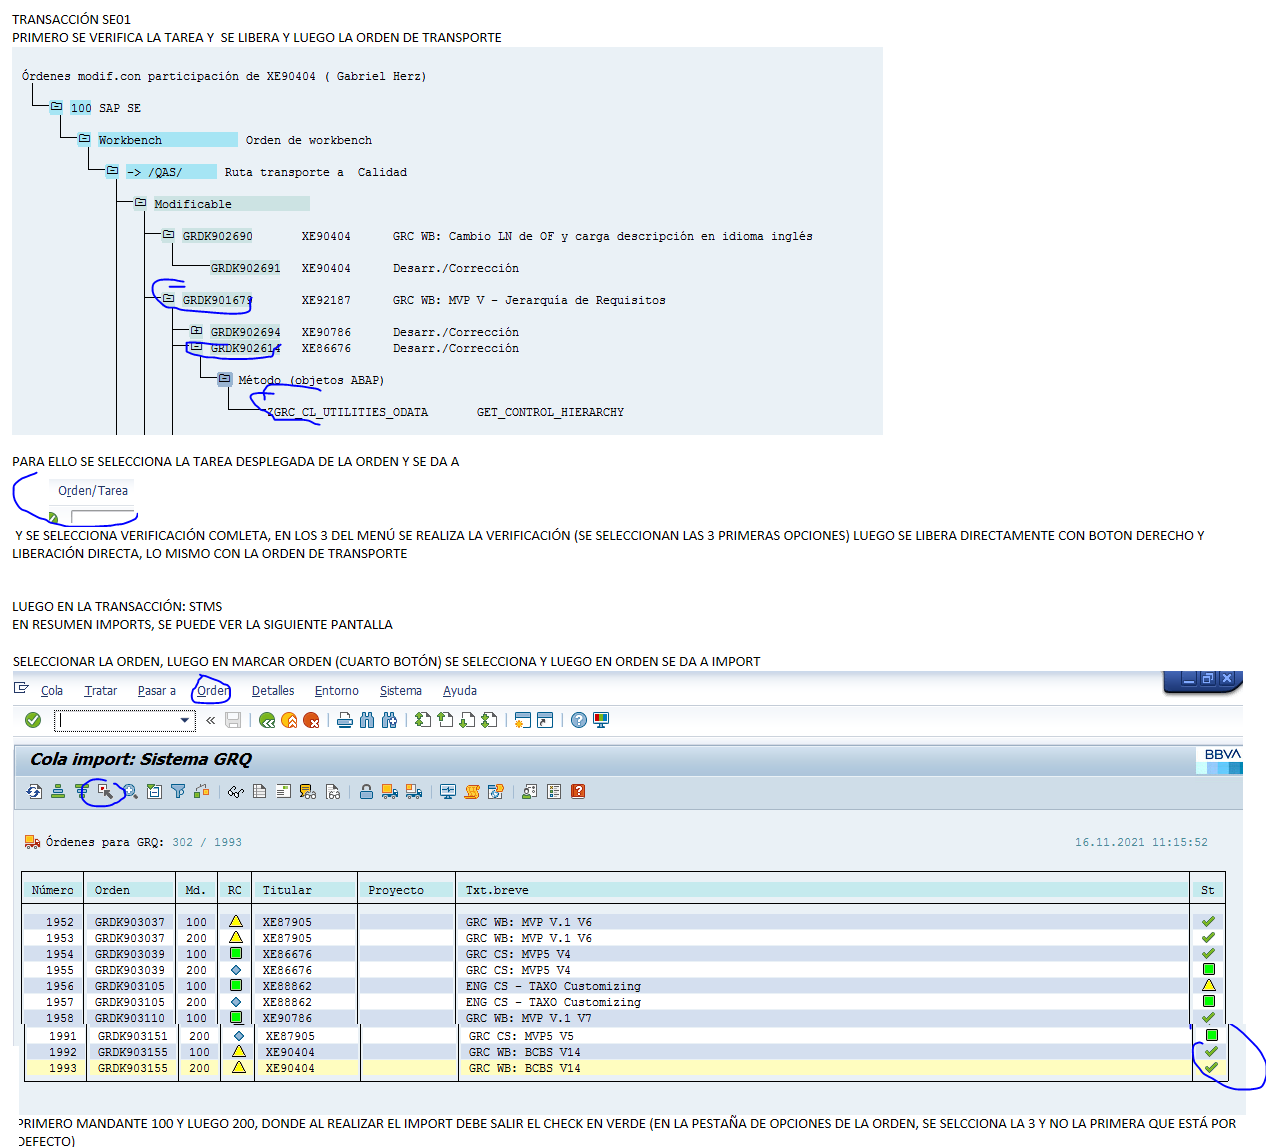 TRANSACCIÓN SE01
PRIMERO SE VERIFICA LA TAREA Y SE LIBERA Y LUEGO LA ORDEN DE TRANSPORTE
Órdenes modif.con participación de XE90404 ( Gabriel Herz)
100 SAP SE
Workbench Orden de workbench
-> /QAS/ Ruta transporte a Calidad
Modificable
GRDK902690 XE90404 GRC WB: Cambio LN de OF y carga descripción en idioma inglés
GRDK902691 XE90404 Desarr./Corrección
GRDK901679 XE92187 GRC WB: MVP V - Jerarquía de Requisitos
GRDK902694 XE90786 Desarr./Corrección
GRDK902614 XE86676 Desarr./Corrección
Método (objetos ABAP)
ZGRC_CL_UTILITIES_ODATA GET_CONTROL_HIERARCHY
PARA ELLO SE SELECCIONA LA TAREA DESPLEGADA DE LA ORDEN Y SE DA A
Orden/Tarea
Y SE SELECCIONA VERIFICACIÓN COMLETA, EN LOS 3 DEL MENÚ SE REALIZA LA VERIFICACIÓN (SE SELECCIONAN LAS 3 PRIMERAS OPCIONES) LUEGO SE LIBERA DIRECTAMENTE CON BOTON DERECHO Y
LIBERACIÓN DIRECTA, LO MISMO CON LA ORDEN DE TRANSPORTE
LUEGO EN LA TRANSACCIÓN: STMS
EN RESUMEN IMPORTS, SE PUEDE VER LA SIGUIENTE PANTALLA
SELECCIONAR LA ORDEN, LUEGO EN MARCAR ORDEN (CUARTO BOTÓN) SE SELECCIONA Y LUEGO EN ORDEN SE DA A IMPORT
Cola Tratar Pasar a Orden Detalles Entorno Sistema Ayuda
Cola import: Sistema GRQ
BBVA
Órdenes para GRQ: 302 / 1993 16.11.2021 11:15:52
Número Orden Md. RC Titular Proyecto Txt.breve St
1952 GRDK903037 100 XE87905 GRC WB: MVP V.1 V6
1953 GRDK903037 200 XE87905 GRC WB: MVP V.1 V6
1954 GRDK903039 100 XE86676 GRC CS: MVP5 V4
1955 GRDK903039 200 XE86676 GRC CS: MVP5 V4
1956 GRDK903105 100 XE88862 ENG CS - TAXO Customizing
1957 GRDK903105 200 XE88862 ENG CS - TAXO Customizing
1958 GRDK903110 100 XE90786 GRC WB: MVP V.1 V7
1991 GRDK903151 200 XE87905 GRC CS: MVP5 V5
1992 GRDK903155 100 XE90404 GRC WB: BCBS V14
1993 GRDK903155 200 XE90404 GRC WB: BCBS V14
PRIMERO MANDANTE 100 Y LUEGO 200, DONDE AL REALIZAR EL IMPORT DEBE SALIR EL CHECK EN VERDE (EN LA PESTAÑA DE OPCIONES DE LA ORDEN, SE SELCCIONA LA 3 Y NO LA PRIMERA QUE ESTÁ POR
DEFECTO)